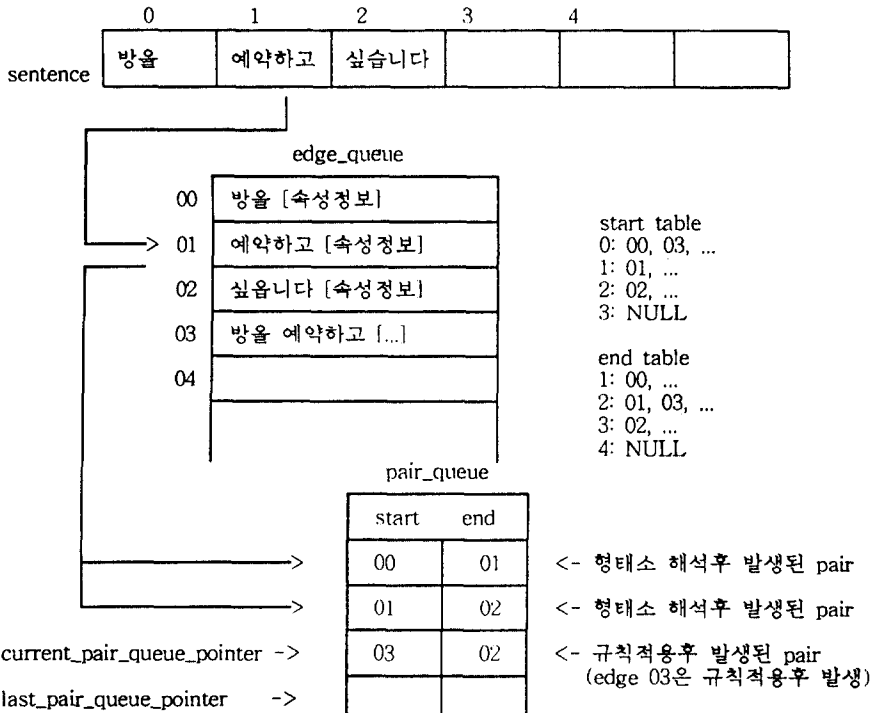 0 1 2 3 4
sentence 방을 예약하고 싶습니다
edge_queue
00 방을 [속성정보]
01 예약하고 [속성정보]
02 싶읍니다 [속성정보]
03 방을 예약하고 [...]
04
start table
0: 00, 03, ...
1: 01, ...
2: 02, ...
3: NULL
end table
1: 00, ...
2: 01, 03, ...
3: 02, ...
4: NULL
pair_queue
start end
00 01 <- 형태소 해석후 발생된 pair
01 02 <- 형태소 해석후 발생된 pair
current_pair_queue_pointer -> 03 02 <- 규칙적용후 발생된 pair
(edge 03은 규칙적용후 발생)
last_pair_queue_pointer ->